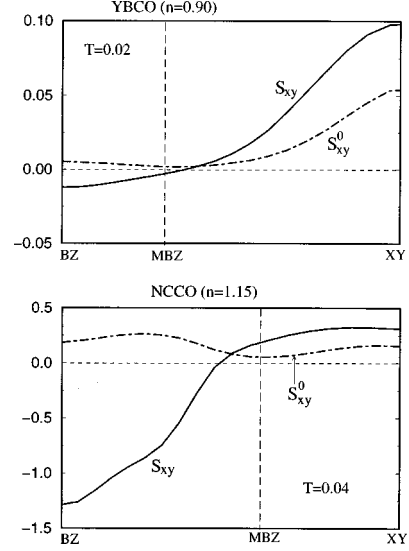 YBCO (n=0.90)
0.10
T=0.02
0.05
Sxy
S⁰xy
0.00
−0.05
BZ MBZ XY
NCCO (n=1.15)
0.5
0.0
S⁰xy
−0.5
Sxy
−1.0
T=0.04
−1.5
BZ MBZ XY